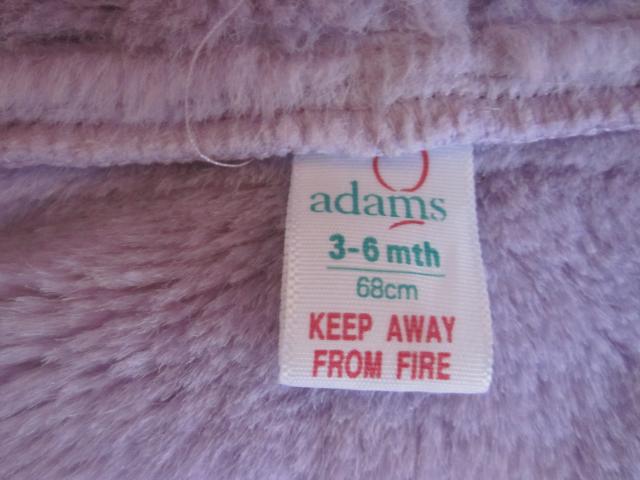 adams
3-6 mth
68cm
KEEP AWAY
FROM FIRE